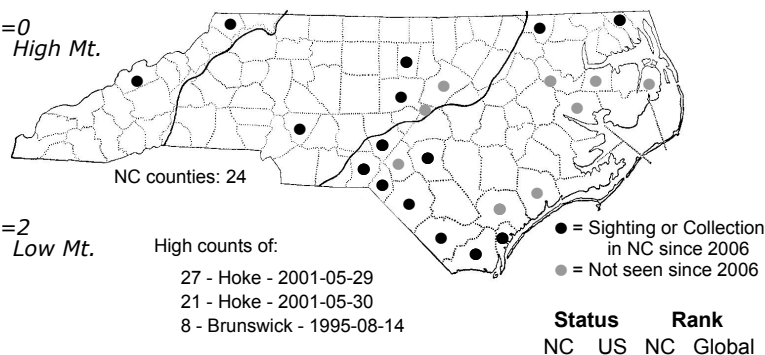 =0
High Mt.
NC counties: 24
=2
Low Mt.
High counts of:
27 - Hoke - 2001-05-29
21 - Hoke - 2001-05-30
8 - Brunswick - 1995-08-14
= Sighting or Collection
in NC since 2006
= Not seen since 2006
Status Rank
NC US NC Global